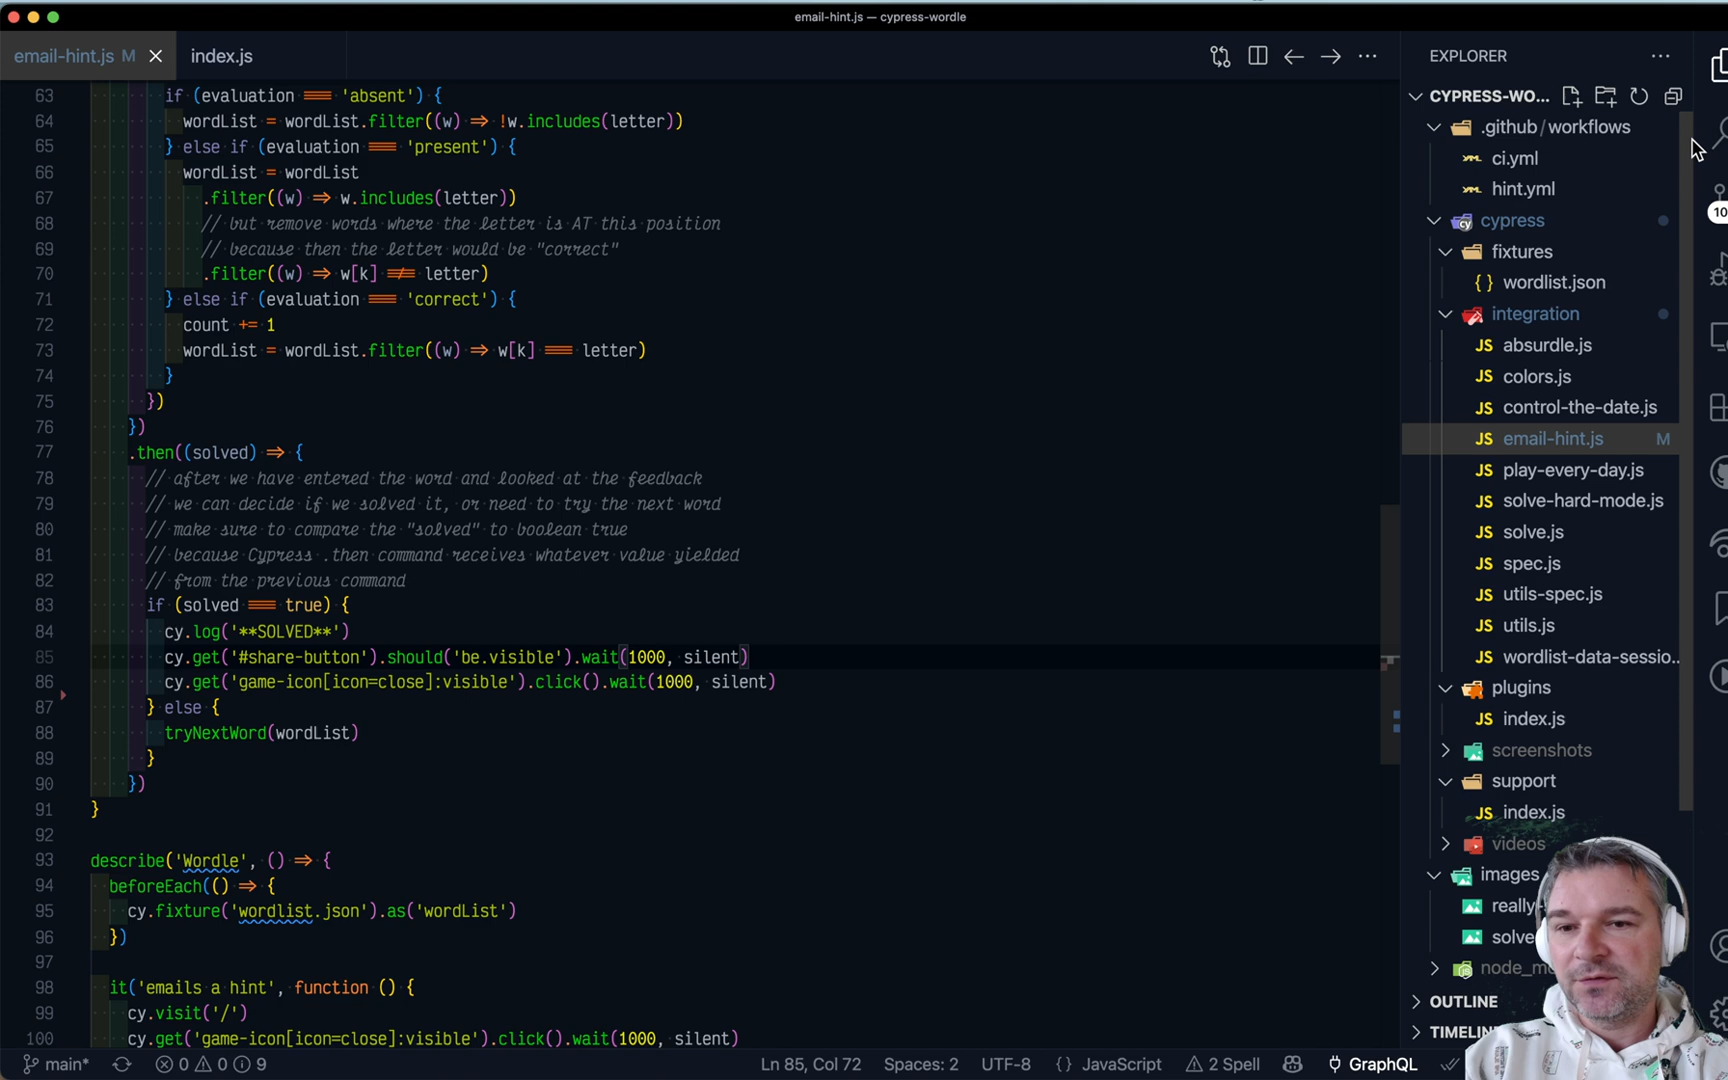 email-hint.js — cypress-wordle
email-hint.js M
index.js
63 if (evaluation === 'absent') {
64 wordList = wordList.filter((w) => !w.includes(letter))
65 } else if (evaluation === 'present') {
66 wordList = wordList
67 .filter((w) => w.includes(letter))
68 // but remove words where the letter is AT this position
69 // because then the letter would be "correct"
70 .filter((w) => w[k] !== letter)
71 } else if (evaluation === 'correct') {
72 count += 1
73 wordList = wordList.filter((w) => w[k] === letter)
74 }
75 })
76 })
77 .then((solved) => {
78 // after we have entered the word and looked at the feedback
79 // we can decide if we solved it, or need to try the next word
80 // make sure to compare the "solved" to boolean true
81 // because Cypress .then command receives whatever value yielded
82 // from the previous command
83 if (solved === true) {
84 cy.log('**SOLVED**')
85 cy.get('#share-button').should('be.visible').wait(1000, silent)
86 cy.get('game-icon[icon=close]:visible').click().wait(1000, silent)
87 } else {
88 tryNextWord(wordList)
89 }
90 })
91 }
92
93 describe('Wordle', () => {
94 beforeEach(() => {
95 cy.fixture('wordlist.json').as('wordList')
96 })
97
98 it('emails a hint', function () {
99 cy.visit('/')
100 cy.get('game-icon[icon=close]:visible').click().wait(1000, silent)
EXPLORER
CYPRESS-WO...
.github/workflows
ci.yml
hint.yml
cypress
fixtures
{} wordlist.json
integration
JS absurdle.js
JS colors.js
JS control-the-date.js
JS email-hint.js M
JS play-every-day.js
JS solve-hard-mode.js
JS solve.js
JS spec.js
JS utils-spec.js
JS utils.js
JS wordlist-data-sessio..
plugins
JS index.js
screenshots
support
JS index.js
videos
images
really
solve
node_m
OUTLINE
TIMELIN
10
main* 0 0 9 Ln 85, Col 72 Spaces: 2 UTF-8 {} JavaScript 2 Spell GraphQL